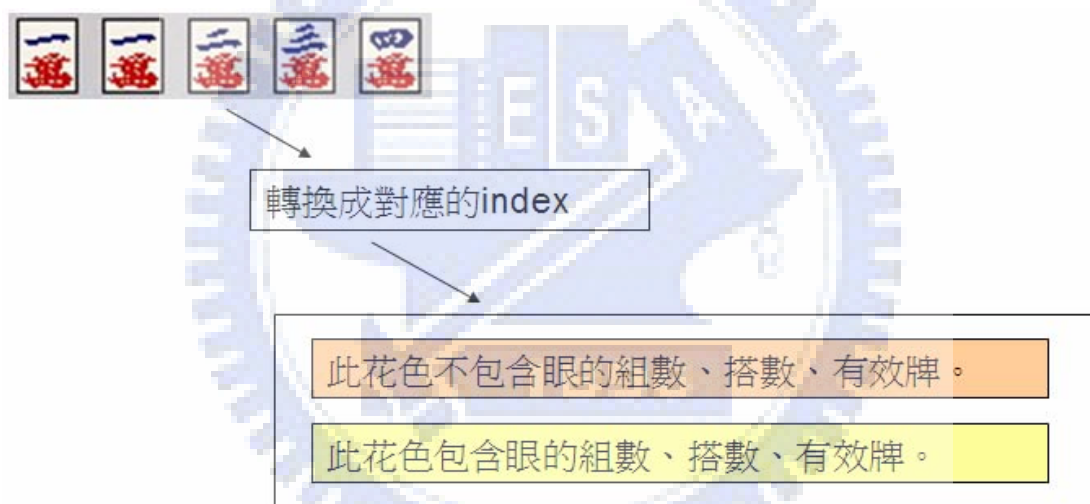 一萬 一萬 二萬 三萬 四萬
ESA
轉換成對應的index
此花色不包含眼的組數、搭數、有效牌。
此花色包含眼的組數、搭數、有效牌。